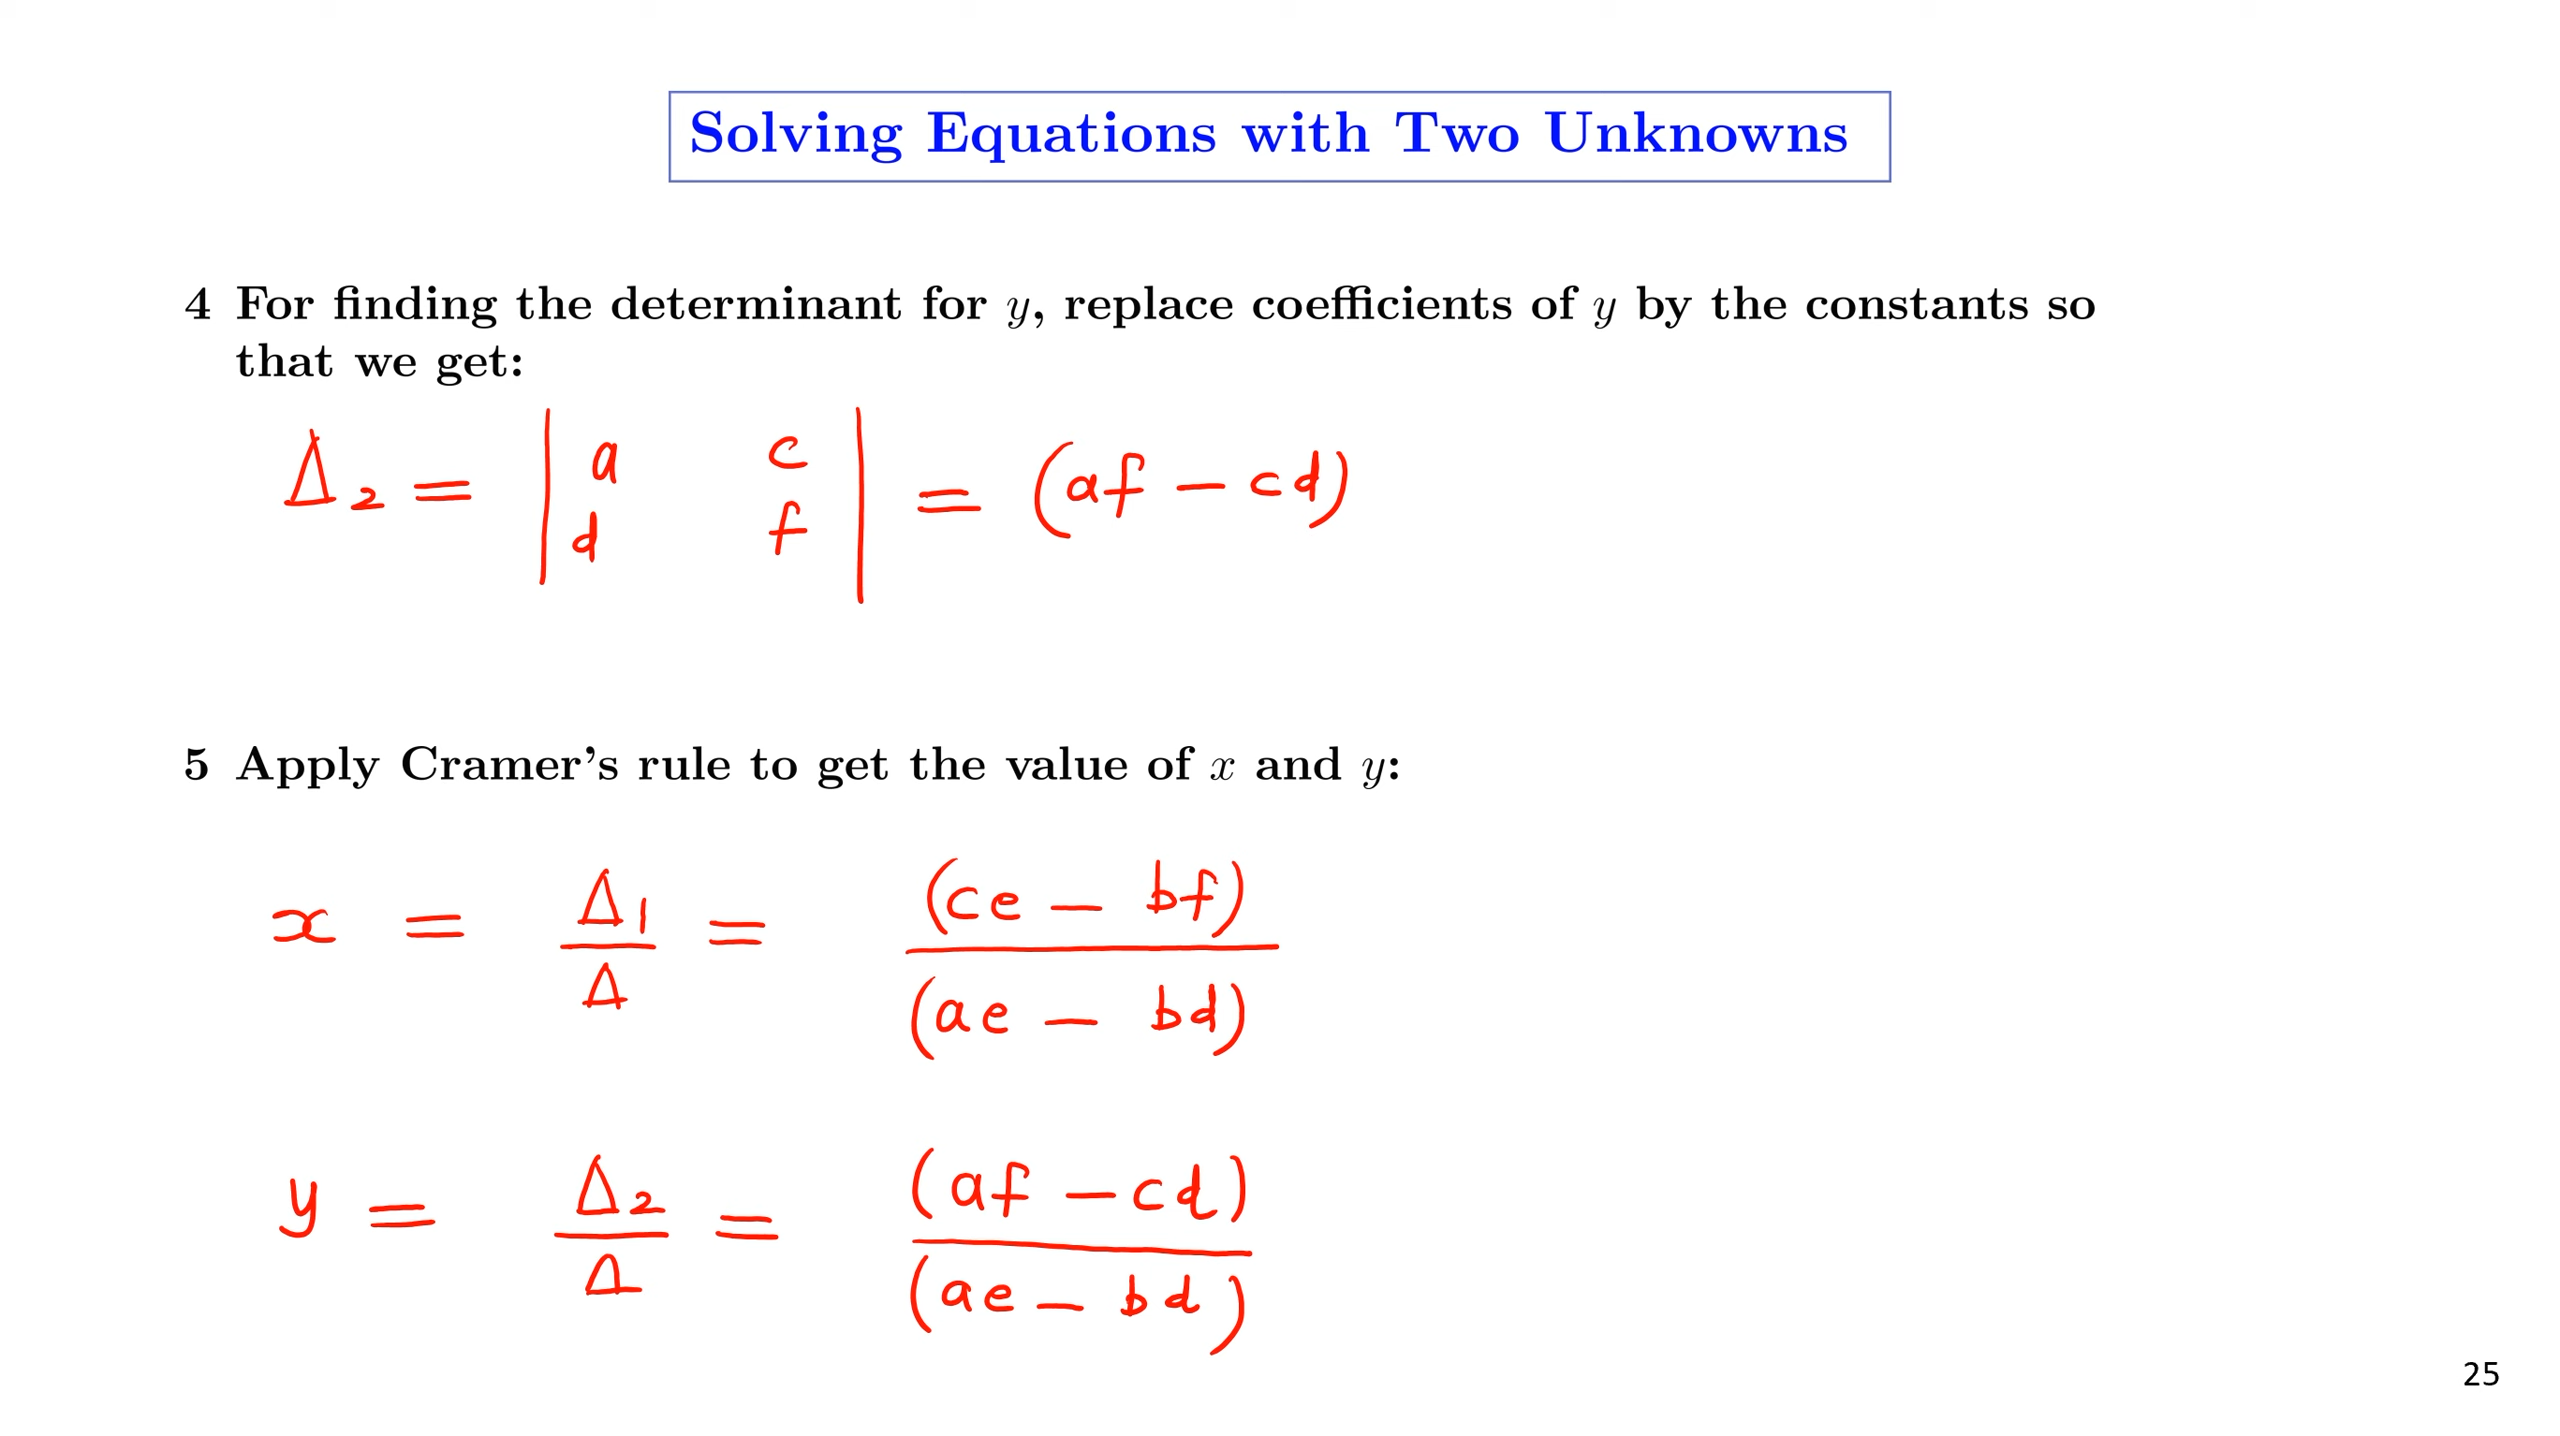 Solving Equations with Two Unknowns
4 For finding the determinant for y, replace coefficients of y by the constants so
that we get:
Δ₂ = | a c | = (af − cd)
| d f |
5 Apply Cramer's rule to get the value of x and y:
x = Δ₁/Δ = (ce − bf)/(ae − bd)
y = Δ₂/Δ = (af − cd)/(ae − bd)
25